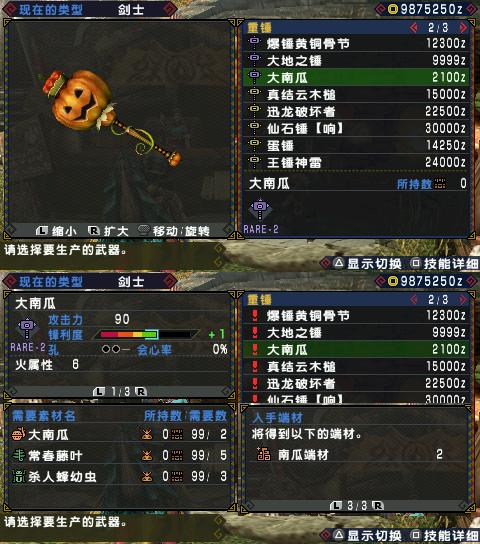 现在的类型 剑士
9875250z
重锤 2/3
爆锤黄铜骨节 12300z
大地之锤 9999z
大南瓜 2100z
真结云木槌 15000z
迅龙破坏者 22500z
仙石锤【响】 30000z
蛋锤 14250z
王锤神雷 24000z
大南瓜 所持数 0
RARE-2
L 缩小 R 扩大 移动/旋转
请选择要生产的武器。
△ 显示切换 □ 技能详细
现在的类型 剑士
9875250z
大南瓜
攻击力 90
锋利度 +1
RARE-2 孔 ○○— 会心率 0%
火属性 6
L 1/3 R
重锤 2/3
爆锤黄铜骨节 12300z
大地之锤 9999z
大南瓜 2100z
真结云木槌 15000z
迅龙破坏者 22500z
仙石锤【响】 30000z
需要素材名 所持数/需要数
大南瓜 0 99/ 2
常春藤叶 0 99/ 5
杀人蜂幼虫 0 99/ 3
入手端材
将得到以下的端材。
南瓜端材 2
L 3/3 R
请选择要生产的武器。
△ 显示切换 □ 技能详细